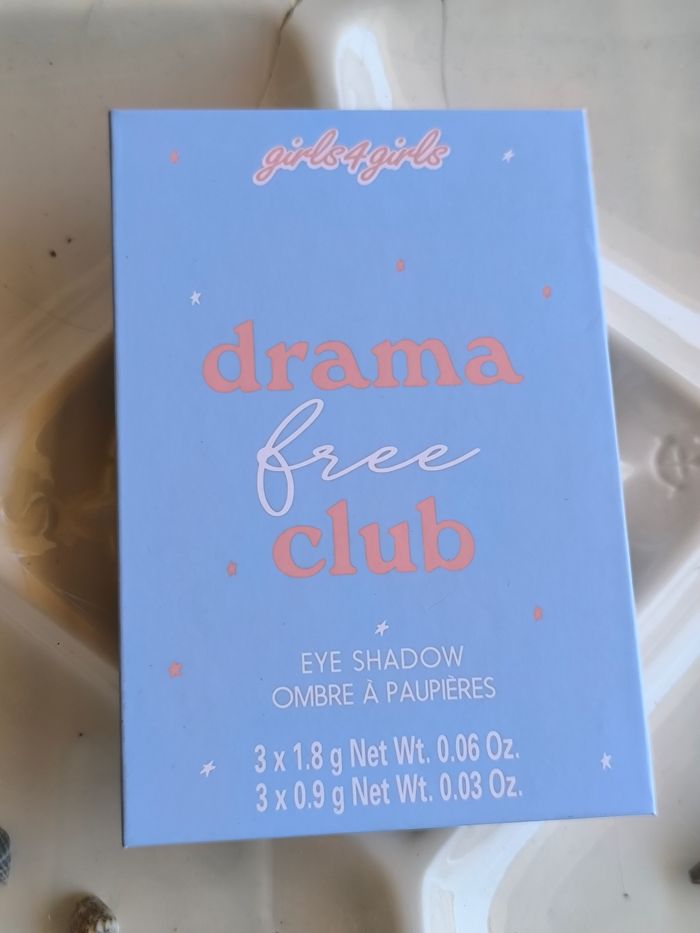 girls4girls
drama
free
club
EYE SHADOW
OMBRE À PAUPIÈRES
3 x 1.8 g Net Wt. 0.06 Oz.
3 x 0.9 g Net Wt. 0.03 Oz.